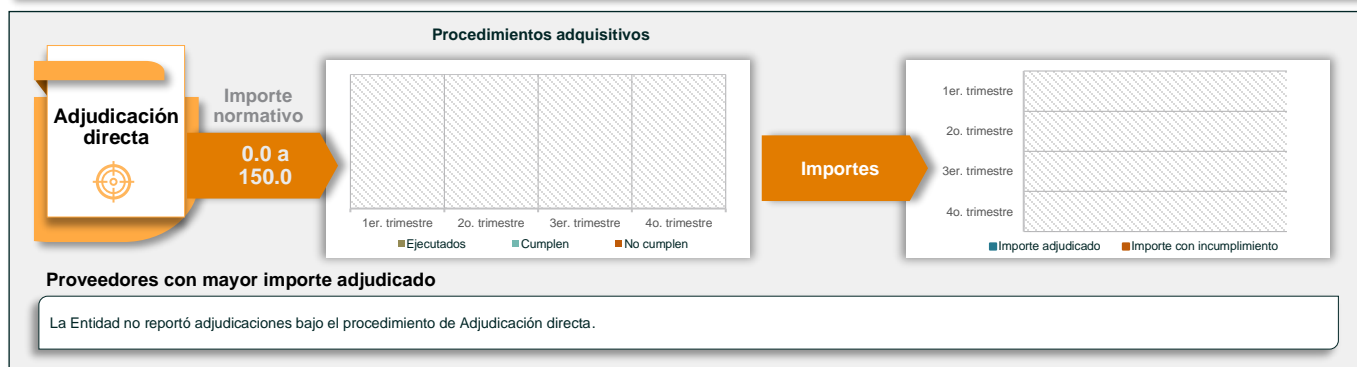 Procedimientos adquisitivos
Adjudicación
directa
Importe
normativo
0.0 a
150.0
1er. trimestre
2o. trimestre
3er. trimestre
4o. trimestre
Ejecutados
Cumplen
No cumplen
Importes
1er. trimestre
2o. trimestre
3er. trimestre
4o. trimestre
Importe adjudicado
Importe con incumplimiento
Proveedores con mayor importe adjudicado
La Entidad no reportó adjudicaciones bajo el procedimiento de Adjudicación directa.